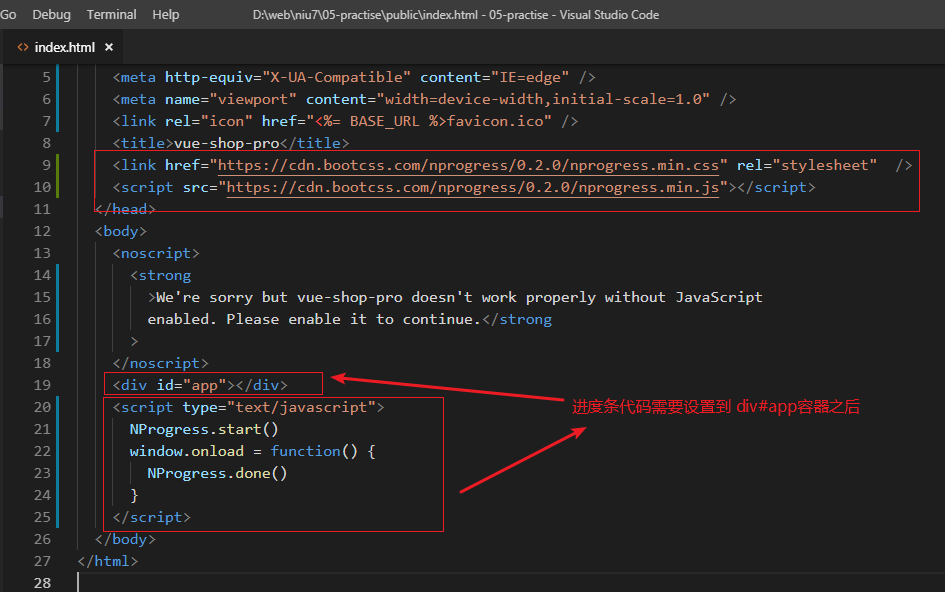 Go Debug Terminal Help D:\web\niu7\05-practise\public\index.html - 05-practise - Visual Studio Code
<> index.html ×
5 <meta http-equiv="X-UA-Compatible" content="IE=edge" />
6 <meta name="viewport" content="width=device-width,initial-scale=1.0" />
7 <link rel="icon" href="<%= BASE_URL %>favicon.ico" />
8 <title>vue-shop-pro</title>
9 <link href="https://cdn.bootcss.com/nprogress/0.2.0/nprogress.min.css" rel="stylesheet" />
10 <script src="https://cdn.bootcss.com/nprogress/0.2.0/nprogress.min.js"></script>
11 </head>
12 <body>
13 <noscript>
14 <strong
15 >We're sorry but vue-shop-pro doesn't work properly without JavaScript
16 enabled. Please enable it to continue.</strong
17 >
18 </noscript>
19 <div id="app"></div>
20 <script type="text/javascript">
进度条代码需要设置到 div#app容器之后
21 NProgress.start()
22 window.onload = function() {
23 NProgress.done()
24 }
25 </script>
26 </body>
27 </html>
28